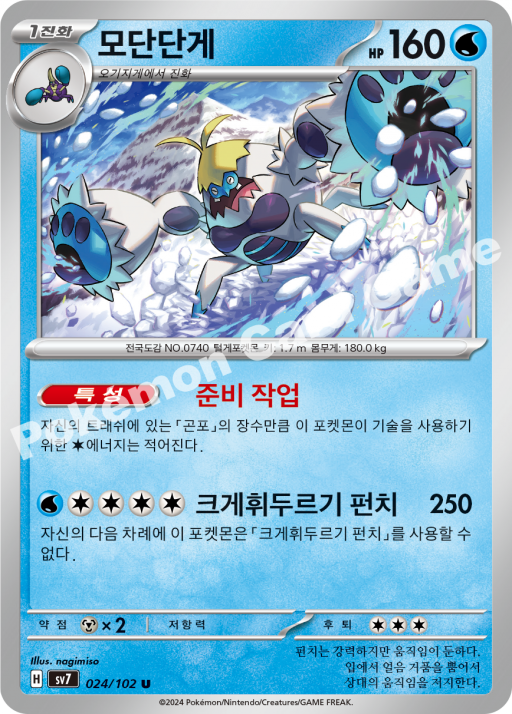 1진화
모단단게
HP 160
오기지게에서 진화
전국도감 NO.0740 털게포켓몬 키: 1.7 m 몸무게: 180.0 kg
특성 준비 작업
자신의 트래쉬에 있는 「곤포」의 장수만큼 이 포켓몬이 기술을 사용하기
위한 에너지는 적어진다.
크게휘두르기 펀치 250
자신의 다음 차례에 이 포켓몬은 「크게휘두르기 펀치」를 사용할 수
없다.
약점 ×2 저항력 후퇴
Illus. nagimiso
H sv7 024/102 U
펀치는 강력하지만 움직임이 둔하다.
입에서 얼음 거품을 뿜어서
상대의 움직임을 저지한다.
©2024 Pokémon/Nintendo/Creatures/GAME FREAK.
Pokémon Card Game